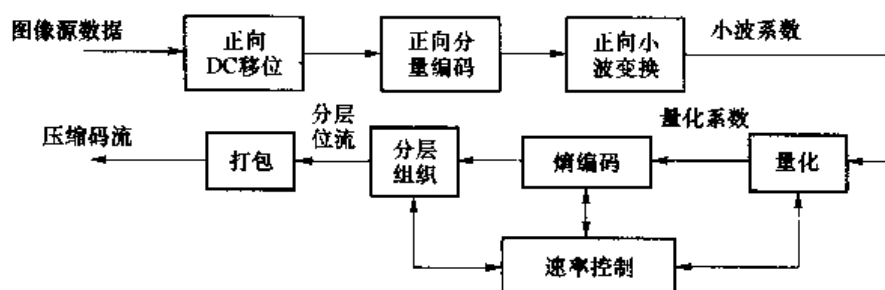 图像源数据
正向
DC移位
正向分
量编码
正向小
波变换
小波系数
压缩码流
打包
分层
位流
分层
组织
熵编码
量化系数
量化
速率控制